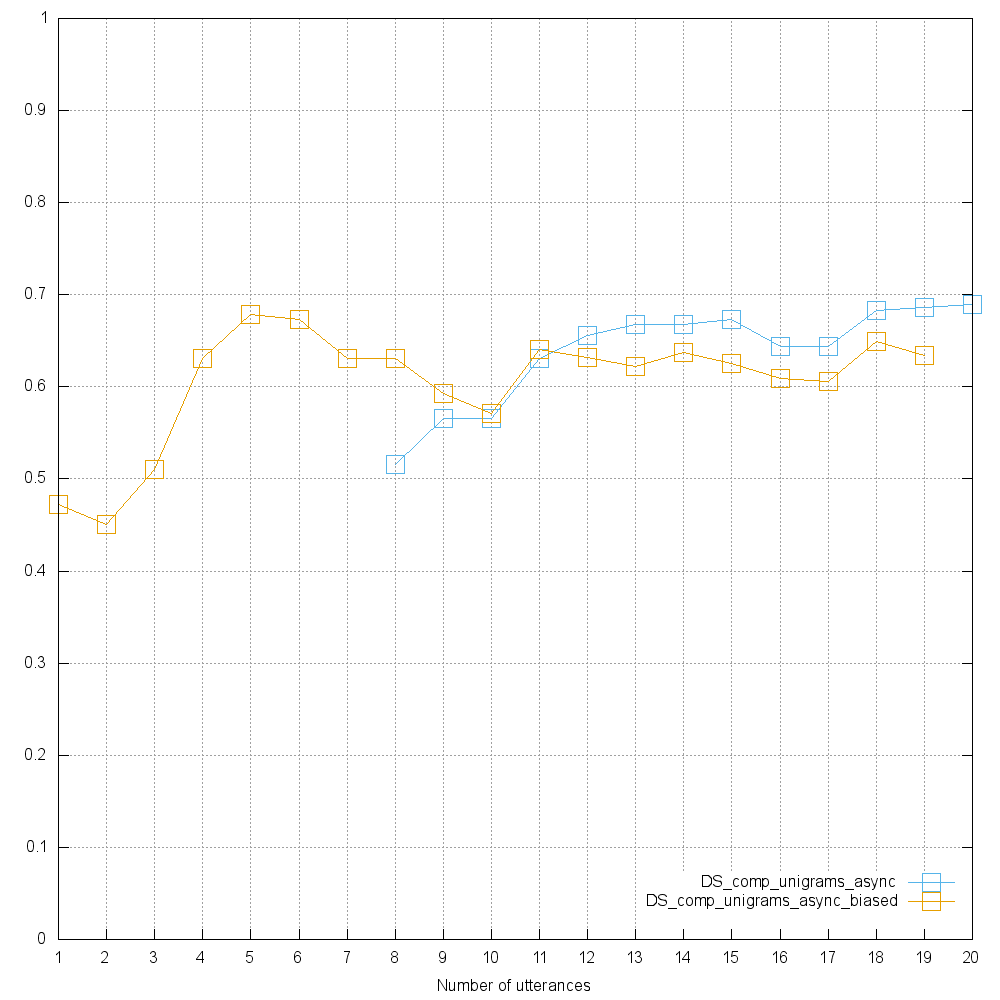 1
0.9
0.8
0.7
0.6
0.5
0.4
0.3
0.2
0.1
0
DS_comp_unigrams_async
DS_comp_unigrams_async_biased
1 2 3 4 5 6 7 8 9 10 11 12 13 14 15 16 17 18 19 20
Number of utterances